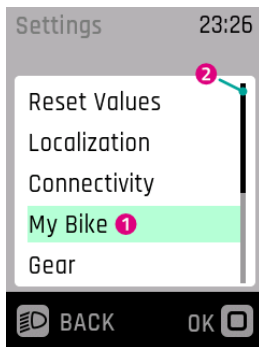 Settings 23:26
2
Reset Values
Localization
Connectivity
My Bike 1
Gear
BACK OK